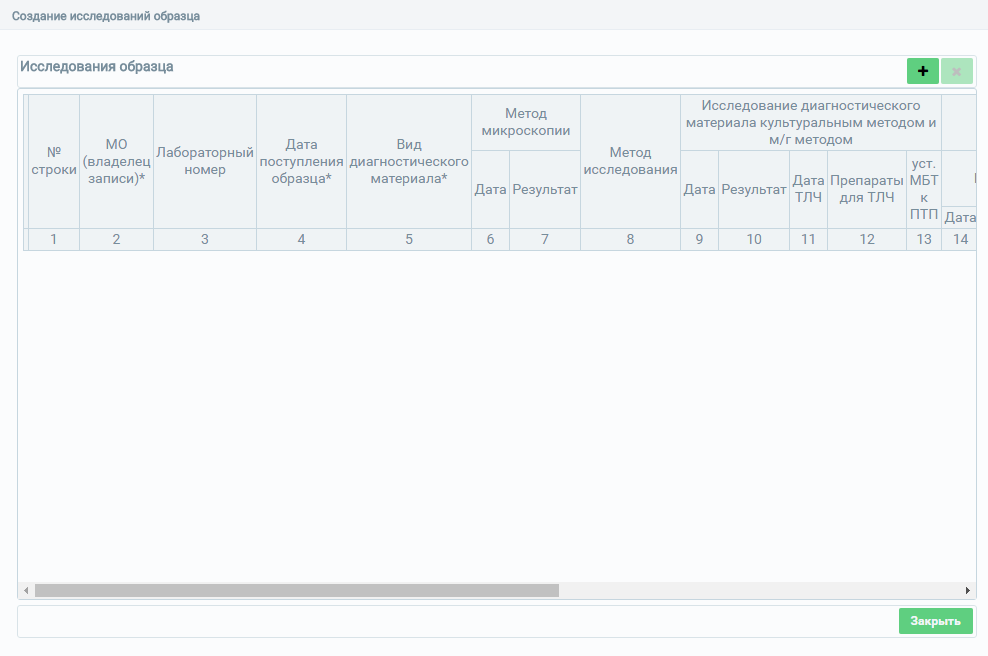 Создание исследований образца
Исследования образца
№
строки
МО
(владелец
записи)*
Лабораторный
номер
Дата
поступления
образца*
Вид
диагностического
материала*
Метод
микроскопии
Дата
Результат
Метод
исследования
Исследование диагностического
материала культуральным методом и
м/г методом
Дата
Результат
Дата
ТЛЧ
Препараты
для ТЛЧ
уст.
МБТ
к
ПТП
Дата
1 2 3 4 5 6 7 8 9 10 11 12 13 14
Закрыть